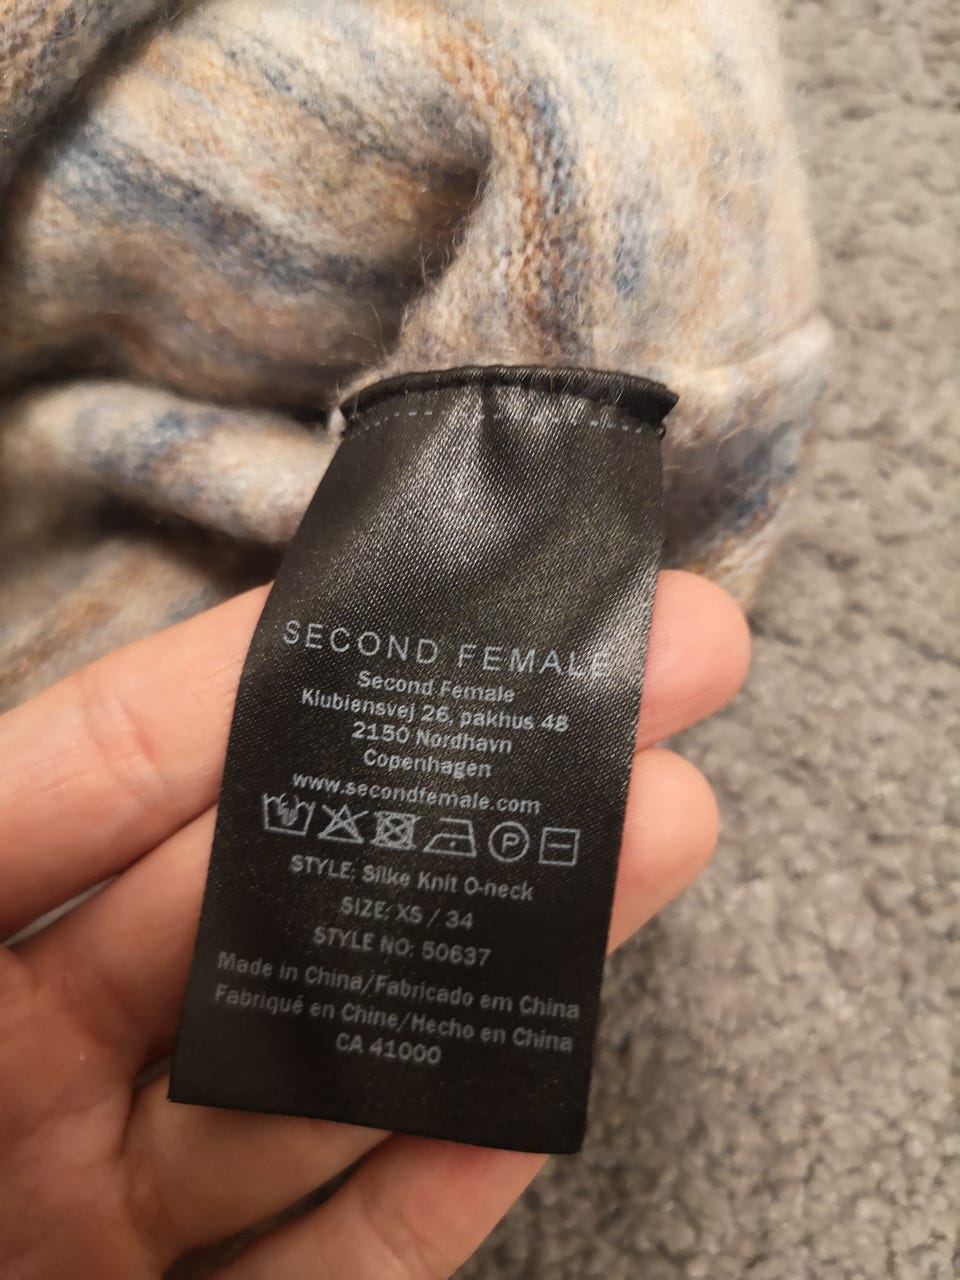 SECOND FEMALE
Second Female
Klubiensvej 26, pakhus 48
2150 Nordhavn
Copenhagen
www.secondfemale.com
P
STYLE: Silke Knit O-neck
SIZE: XS / 34
STYLE NO: 50637
Made in China/Fabricado em China
Fabriqué en Chine/Hecho en China
CA 41000